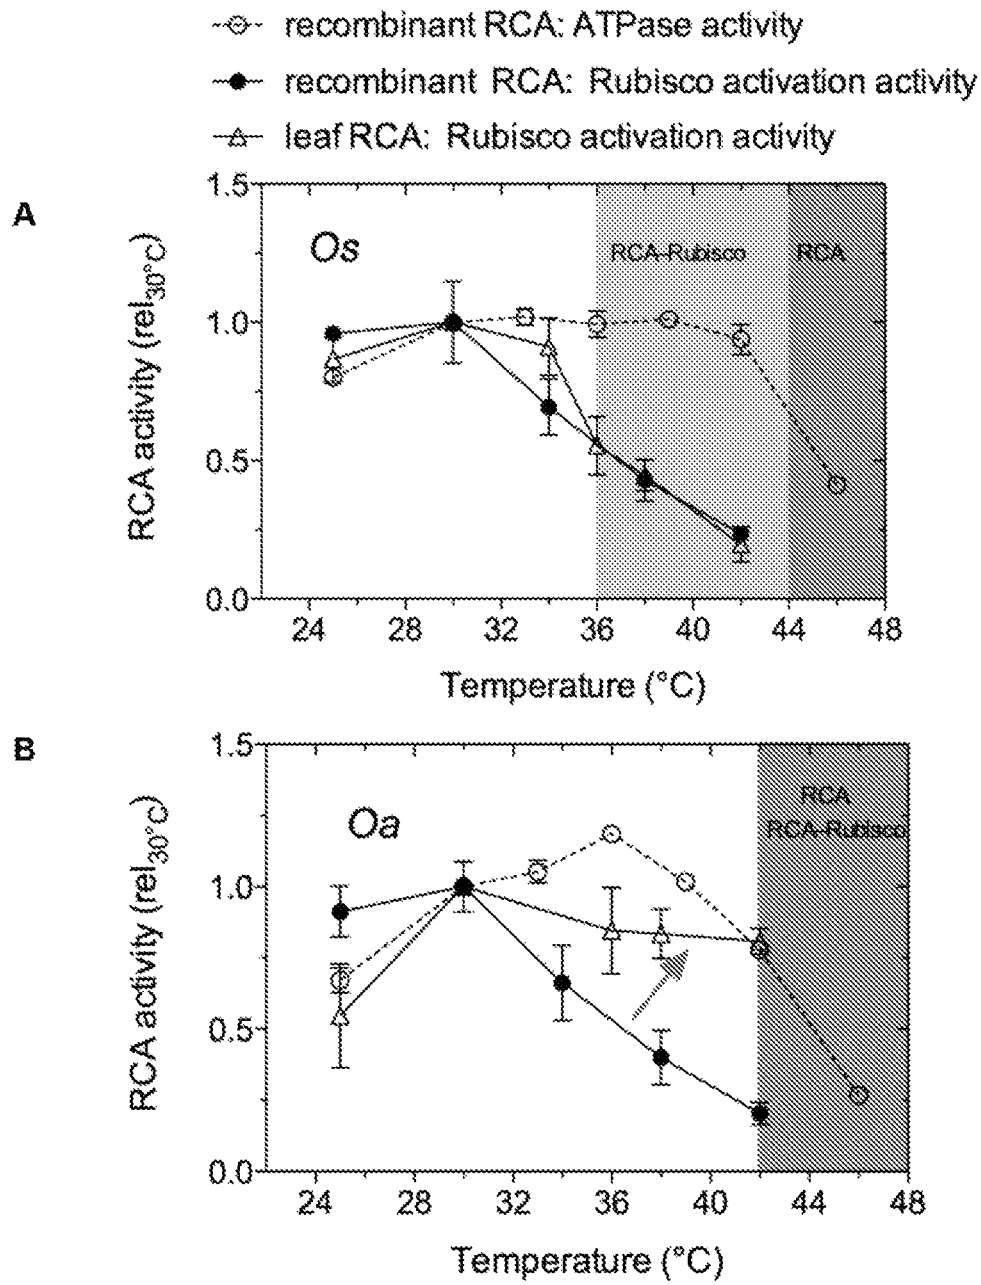 recombinant RCA: ATPase activity
recombinant RCA: Rubisco activation activity
leaf RCA: Rubisco activation activity
A
RCA activity (rel30°C)
1.5
1.0
0.5
0.0
Os
RCA-Rubisco
RCA
24 28 32 36 40 44 48
Temperature (°C)
B
RCA activity (rel30°C)
1.5
1.0
0.5
0.0
Oa
RCA
RCA-Rubisco
24 28 32 36 40 44 48
Temperature (°C)